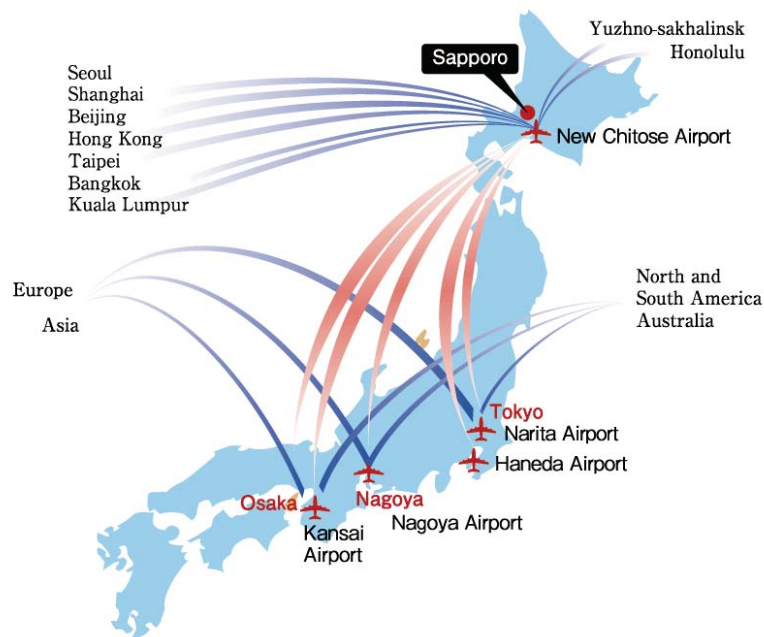 Yuzhno-sakhalinsk
Honolulu
Sapporo
Seoul
Shanghai
Beijing
Hong Kong
Taipei
Bangkok
Kuala Lumpur
New Chitose Airport
Europe
Asia
North and
South America
Australia
Tokyo
Narita Airport
Haneda Airport
Osaka
Nagoya
Kansai
Airport
Nagoya Airport